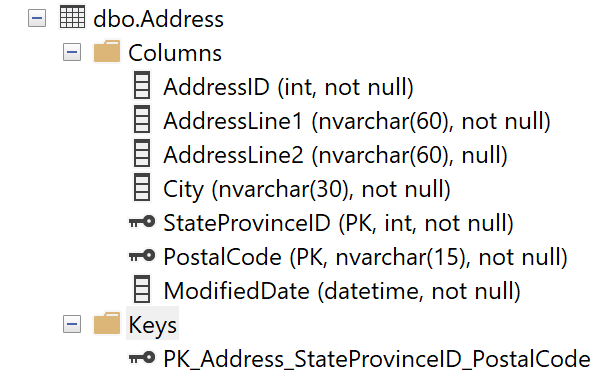 dbo.Address
Columns
AddressID (int, not null)
AddressLine1 (nvarchar(60), not null)
AddressLine2 (nvarchar(60), null)
City (nvarchar(30), not null)
StateProvinceID (PK, int, not null)
PostalCode (PK, nvarchar(15), not null)
ModifiedDate (datetime, not null)
Keys
PK_Address_StateProvinceID_PostalCode